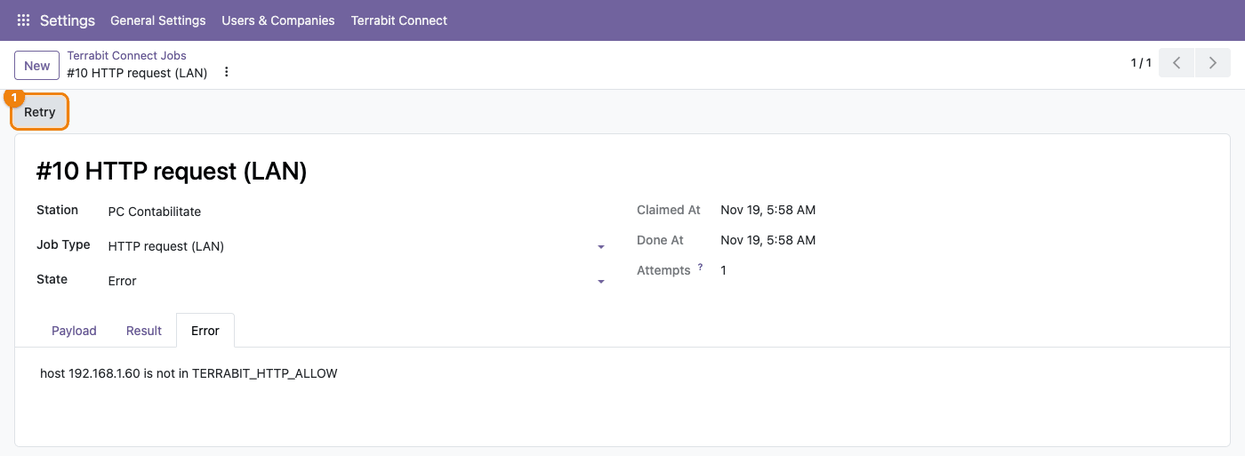 Settings General Settings Users & Companies Terrabit Connect
New
Terrabit Connect Jobs
#10 HTTP request (LAN)
1 / 1
1
Retry
#10 HTTP request (LAN)
Station PC Contabilitate
Job Type HTTP request (LAN)
State Error
Claimed At Nov 19, 5:58 AM
Done At Nov 19, 5:58 AM
Attempts ? 1
Payload Result Error
host 192.168.1.60 is not in TERRABIT_HTTP_ALLOW